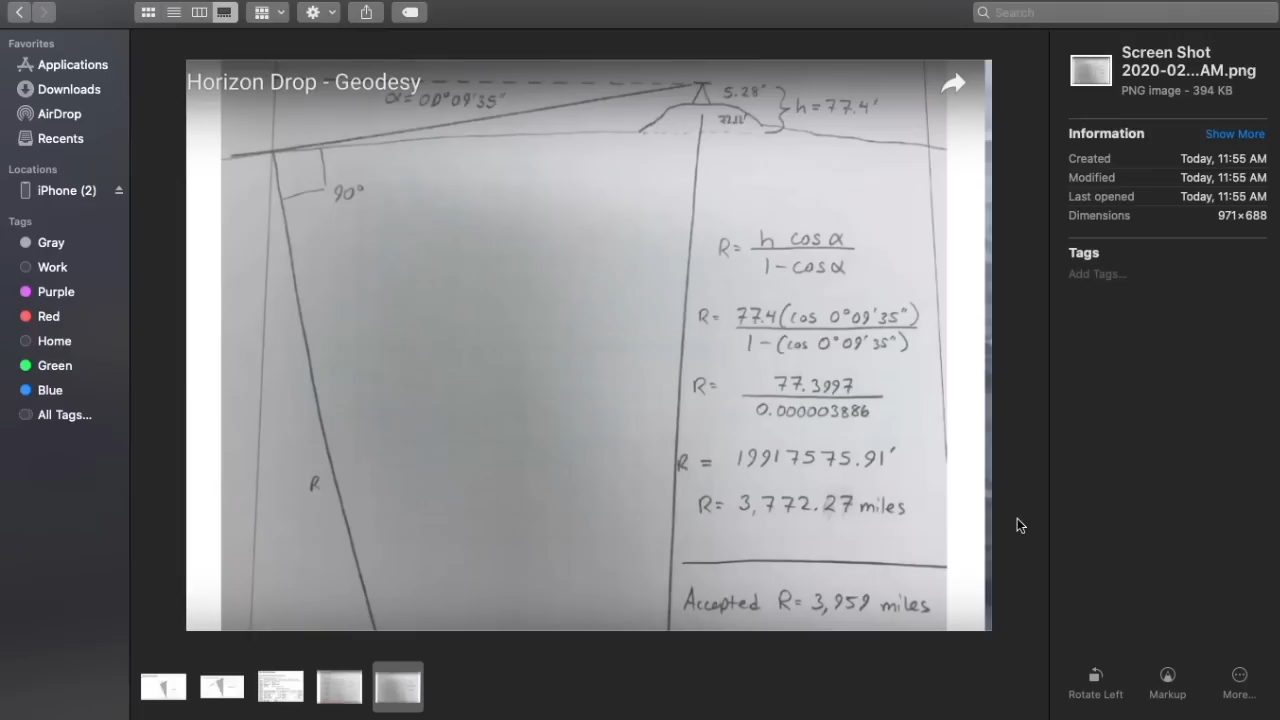 Search
Favorites
Applications
Downloads
AirDrop
Recents
Locations
iPhone (2)
Tags
Gray
Work
Purple
Red
Home
Green
Blue
All Tags...
Horizon Drop - Geodesy
α= 00°09'35"
5.28'
h = 77.4'
90°
R
R= h cos α
1 - cos α
R= 77.4 (cos 0°09'35")
1 - (cos 0°09'35")
R= 77.3997
0.000003886
R = 19917575.91'
R= 3,772.27 miles
Accepted R= 3,959 miles
Screen Shot
2020-02...AM.png
PNG image - 394 KB
Information
Show More
Created Today, 11:55 AM
Modified Today, 11:55 AM
Last opened Today, 11:55 AM
Dimensions 971×688
Tags
Add Tags...
Rotate Left
Markup
More...